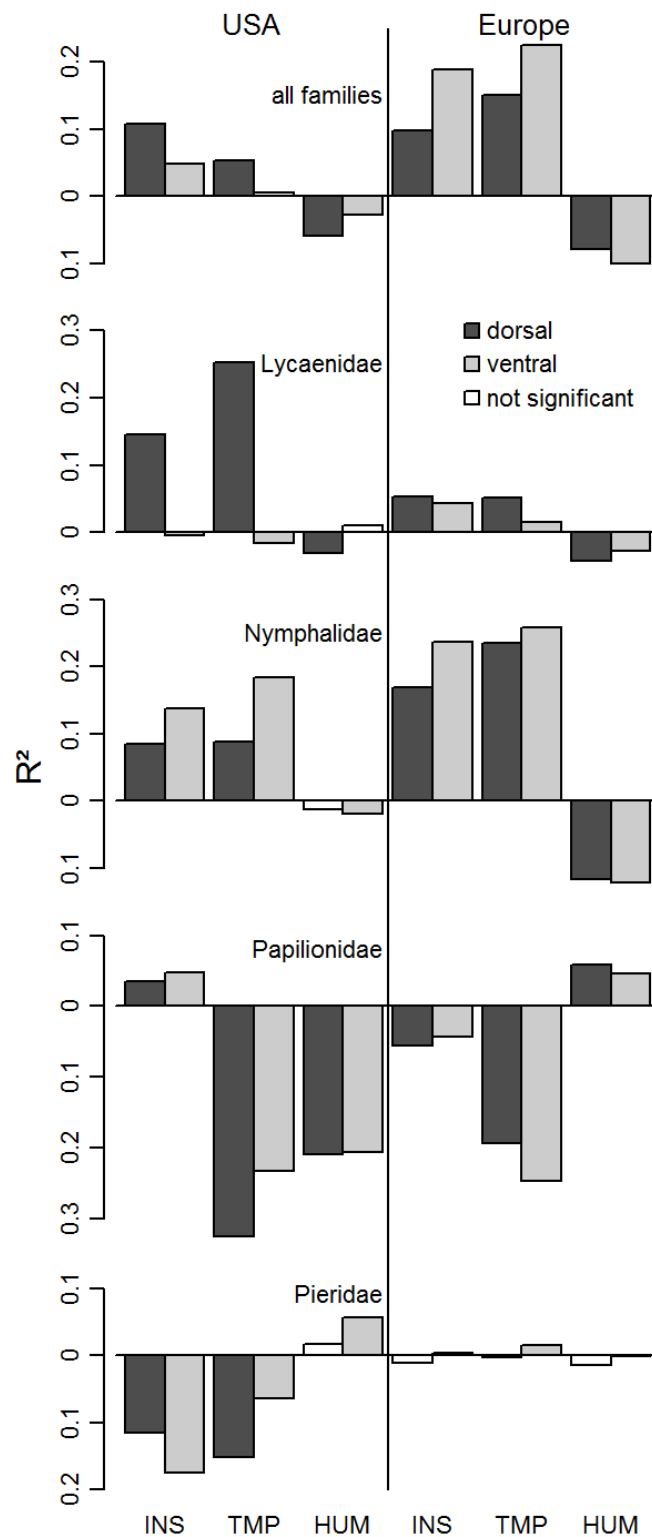 USA Europe
all families
0.2
0.1
0
0.1
dorsal
ventral
not significant
Lycaenidae
0.3
0.2
0.1
0
Nymphalidae
0.3
0.2
0.1
0
0.1
R²
Papilionidae
0.1
0
0.1
0.2
0.3
Pieridae
0.1
0
0.1
0.2
INS TMP HUM INS TMP HUM